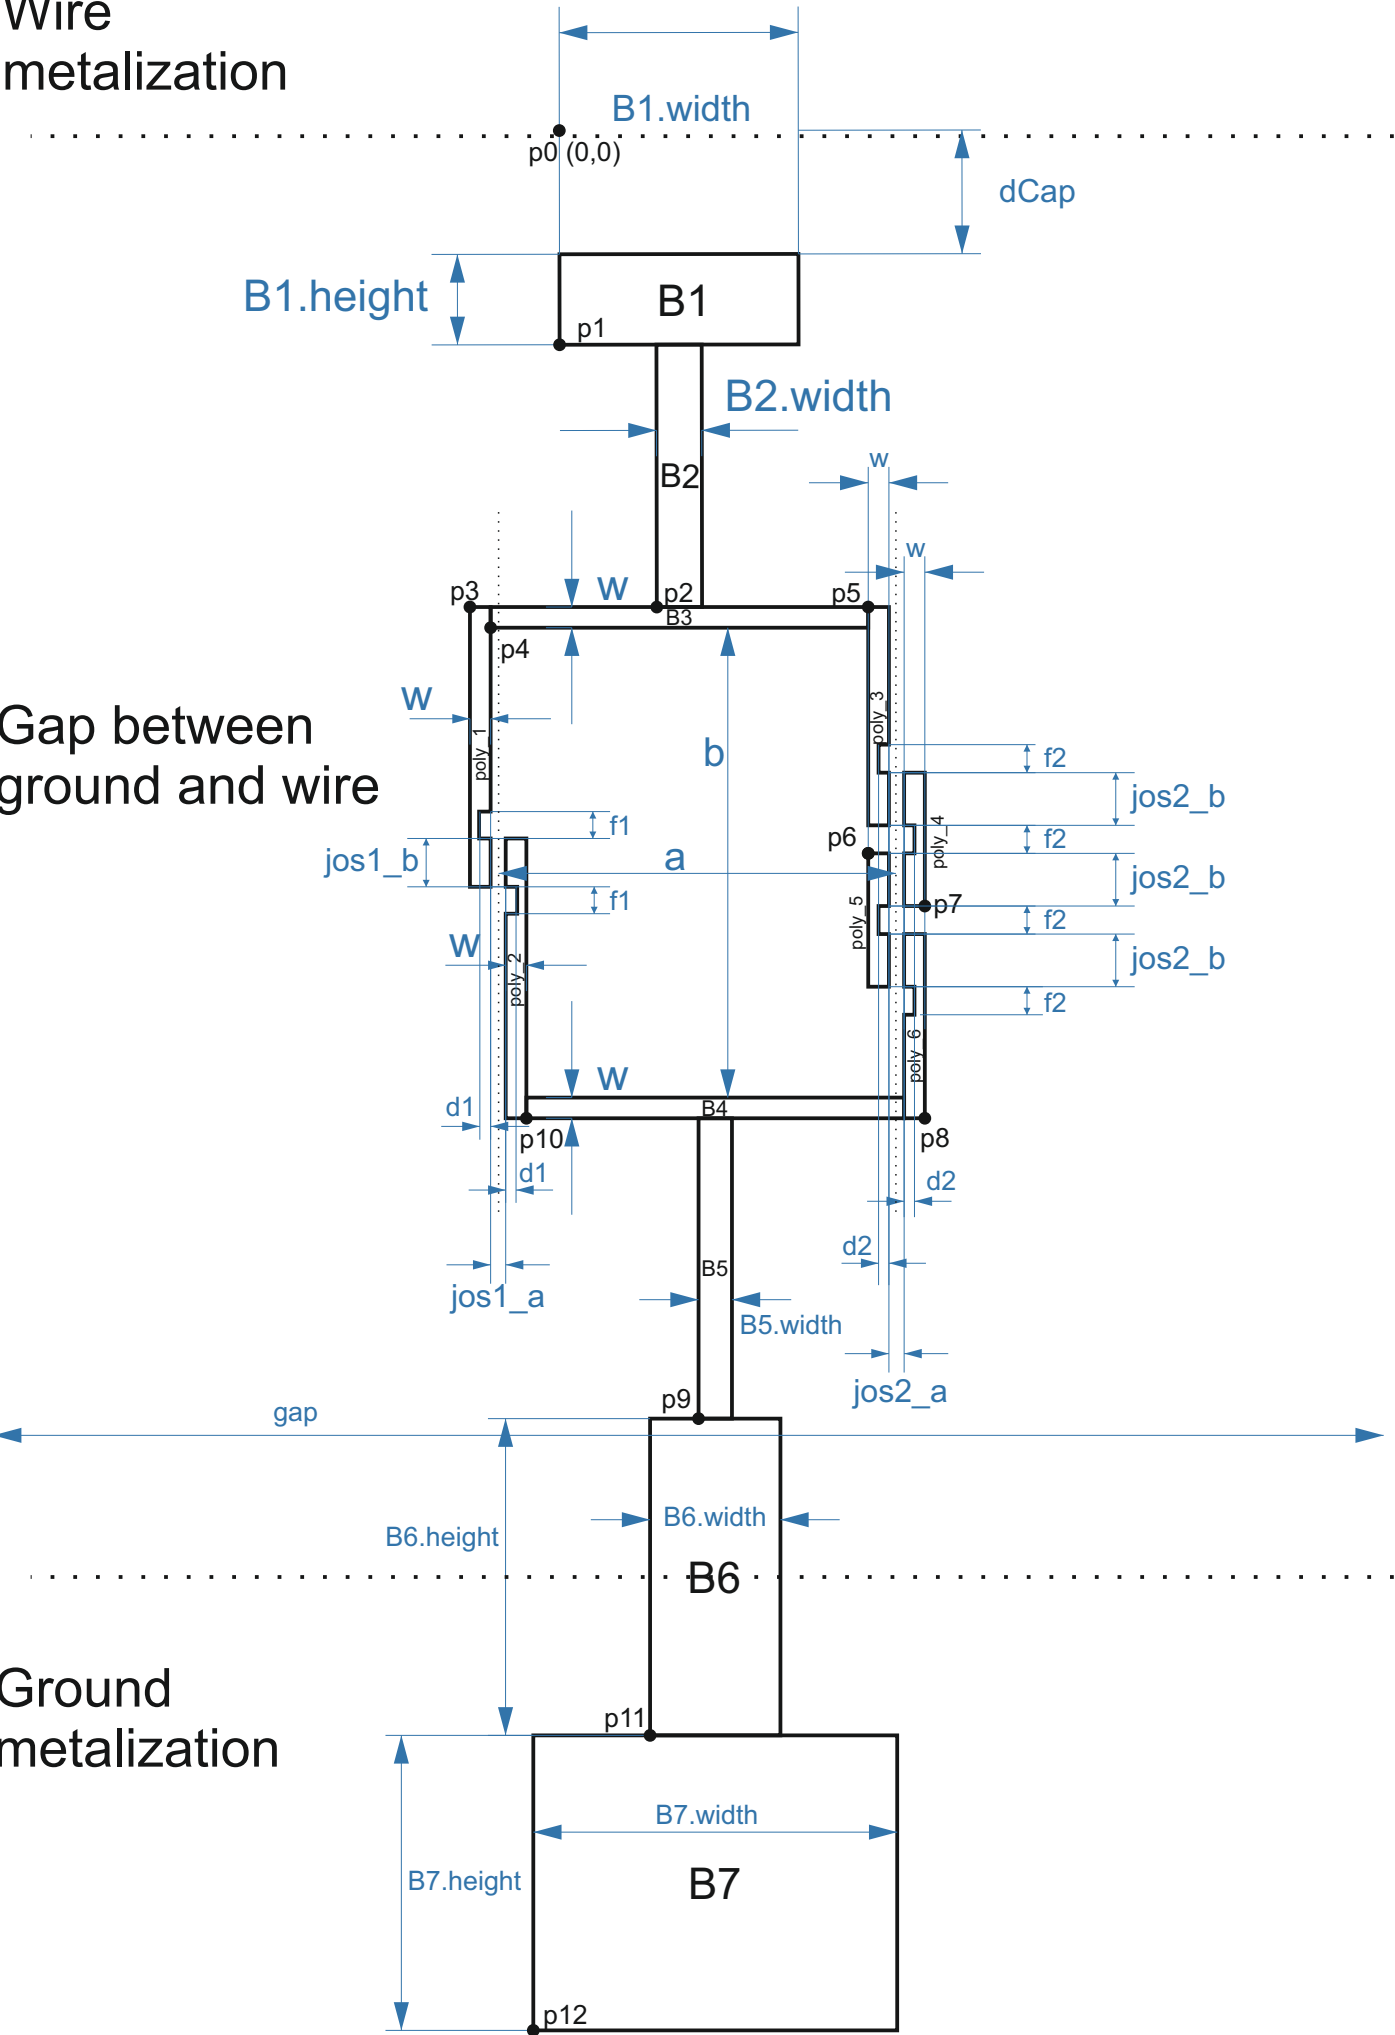 Wire
metalization
B1.width
p0 (0,0)
dCap
B1.height
B1
p1
B2.width
B2
w
w
p3
w
p2
p5
B3
p4
w
poly_1
b
poly_3
f2
jos2_b
f1
f2
poly_4
p6
jos1_b
a
jos2_b
f1
p7
poly_5
f2
w
poly_2
jos2_b
f2
poly_6
w
d1
B4
p10
p8
d1
d2
d2
B5
jos1_a
B5.width
jos2_a
p9
gap
B6.width
B6.height
B6
Gap between
ground and wire
Ground
metalization
p11
B7.width
B7.height
B7
p12